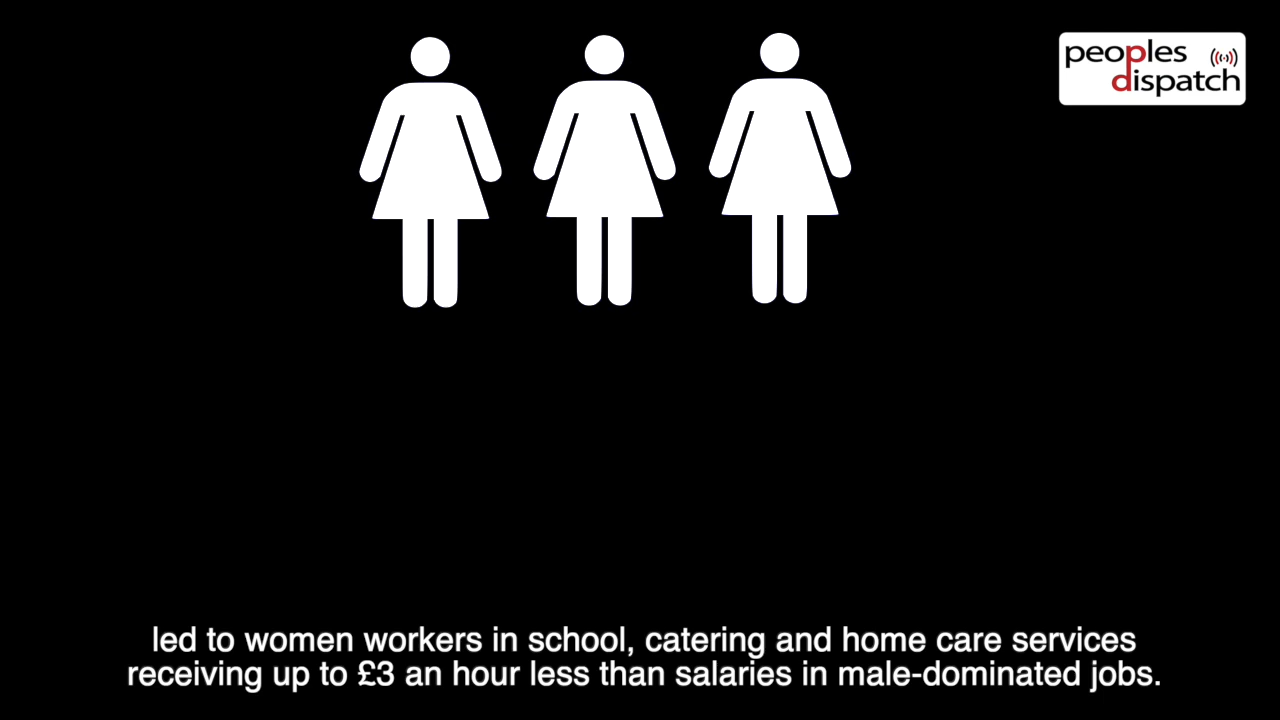 peoples
dispatch
led to women workers in school, catering and home care services
receiving up to £3 an hour less than salaries in male-dominated jobs.